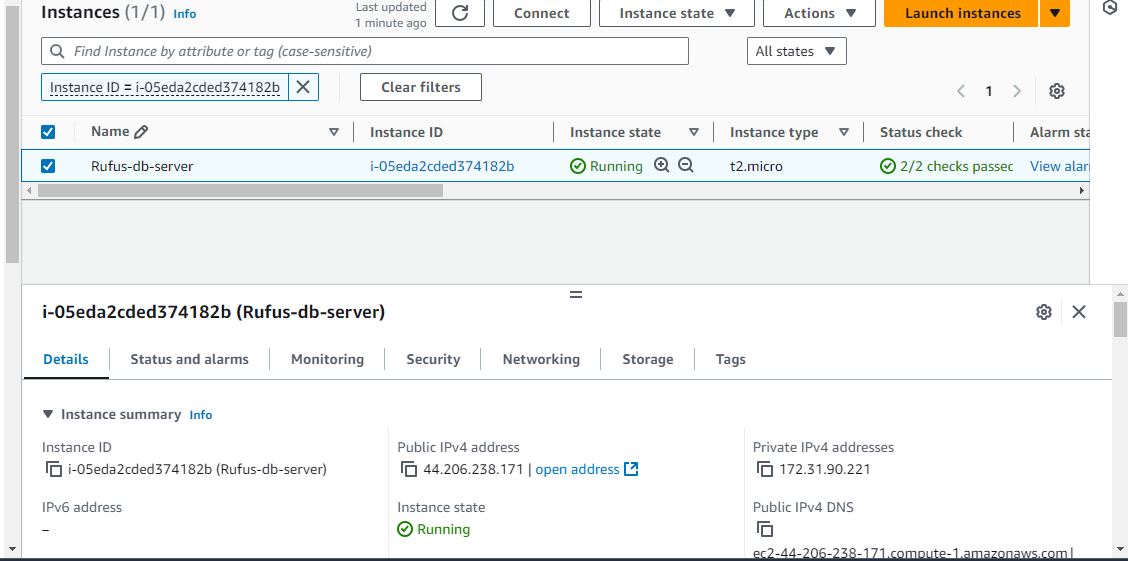 Instances (1/1) Info
Last updated
1 minute ago
Connect
Instance state
Actions
Launch instances
Find Instance by attribute or tag (case-sensitive)
All states
Instance ID = i-05eda2cded374182b
Clear filters
1
Name Instance ID Instance state Instance type Status check Alarm sta
Rufus-db-server i-05eda2cded374182b Running t2.micro 2/2 checks passed View alar
i-05eda2cded374182b (Rufus-db-server)
Details Status and alarms Monitoring Security Networking Storage Tags
Instance summary Info
Instance ID
i-05eda2cded374182b (Rufus-db-server)
Public IPv4 address
44.206.238.171 | open address
Private IPv4 addresses
172.31.90.221
IPv6 address
–
Instance state
Running
Public IPv4 DNS
ec2-44-206-238-171.compute-1.amazonaws.com |